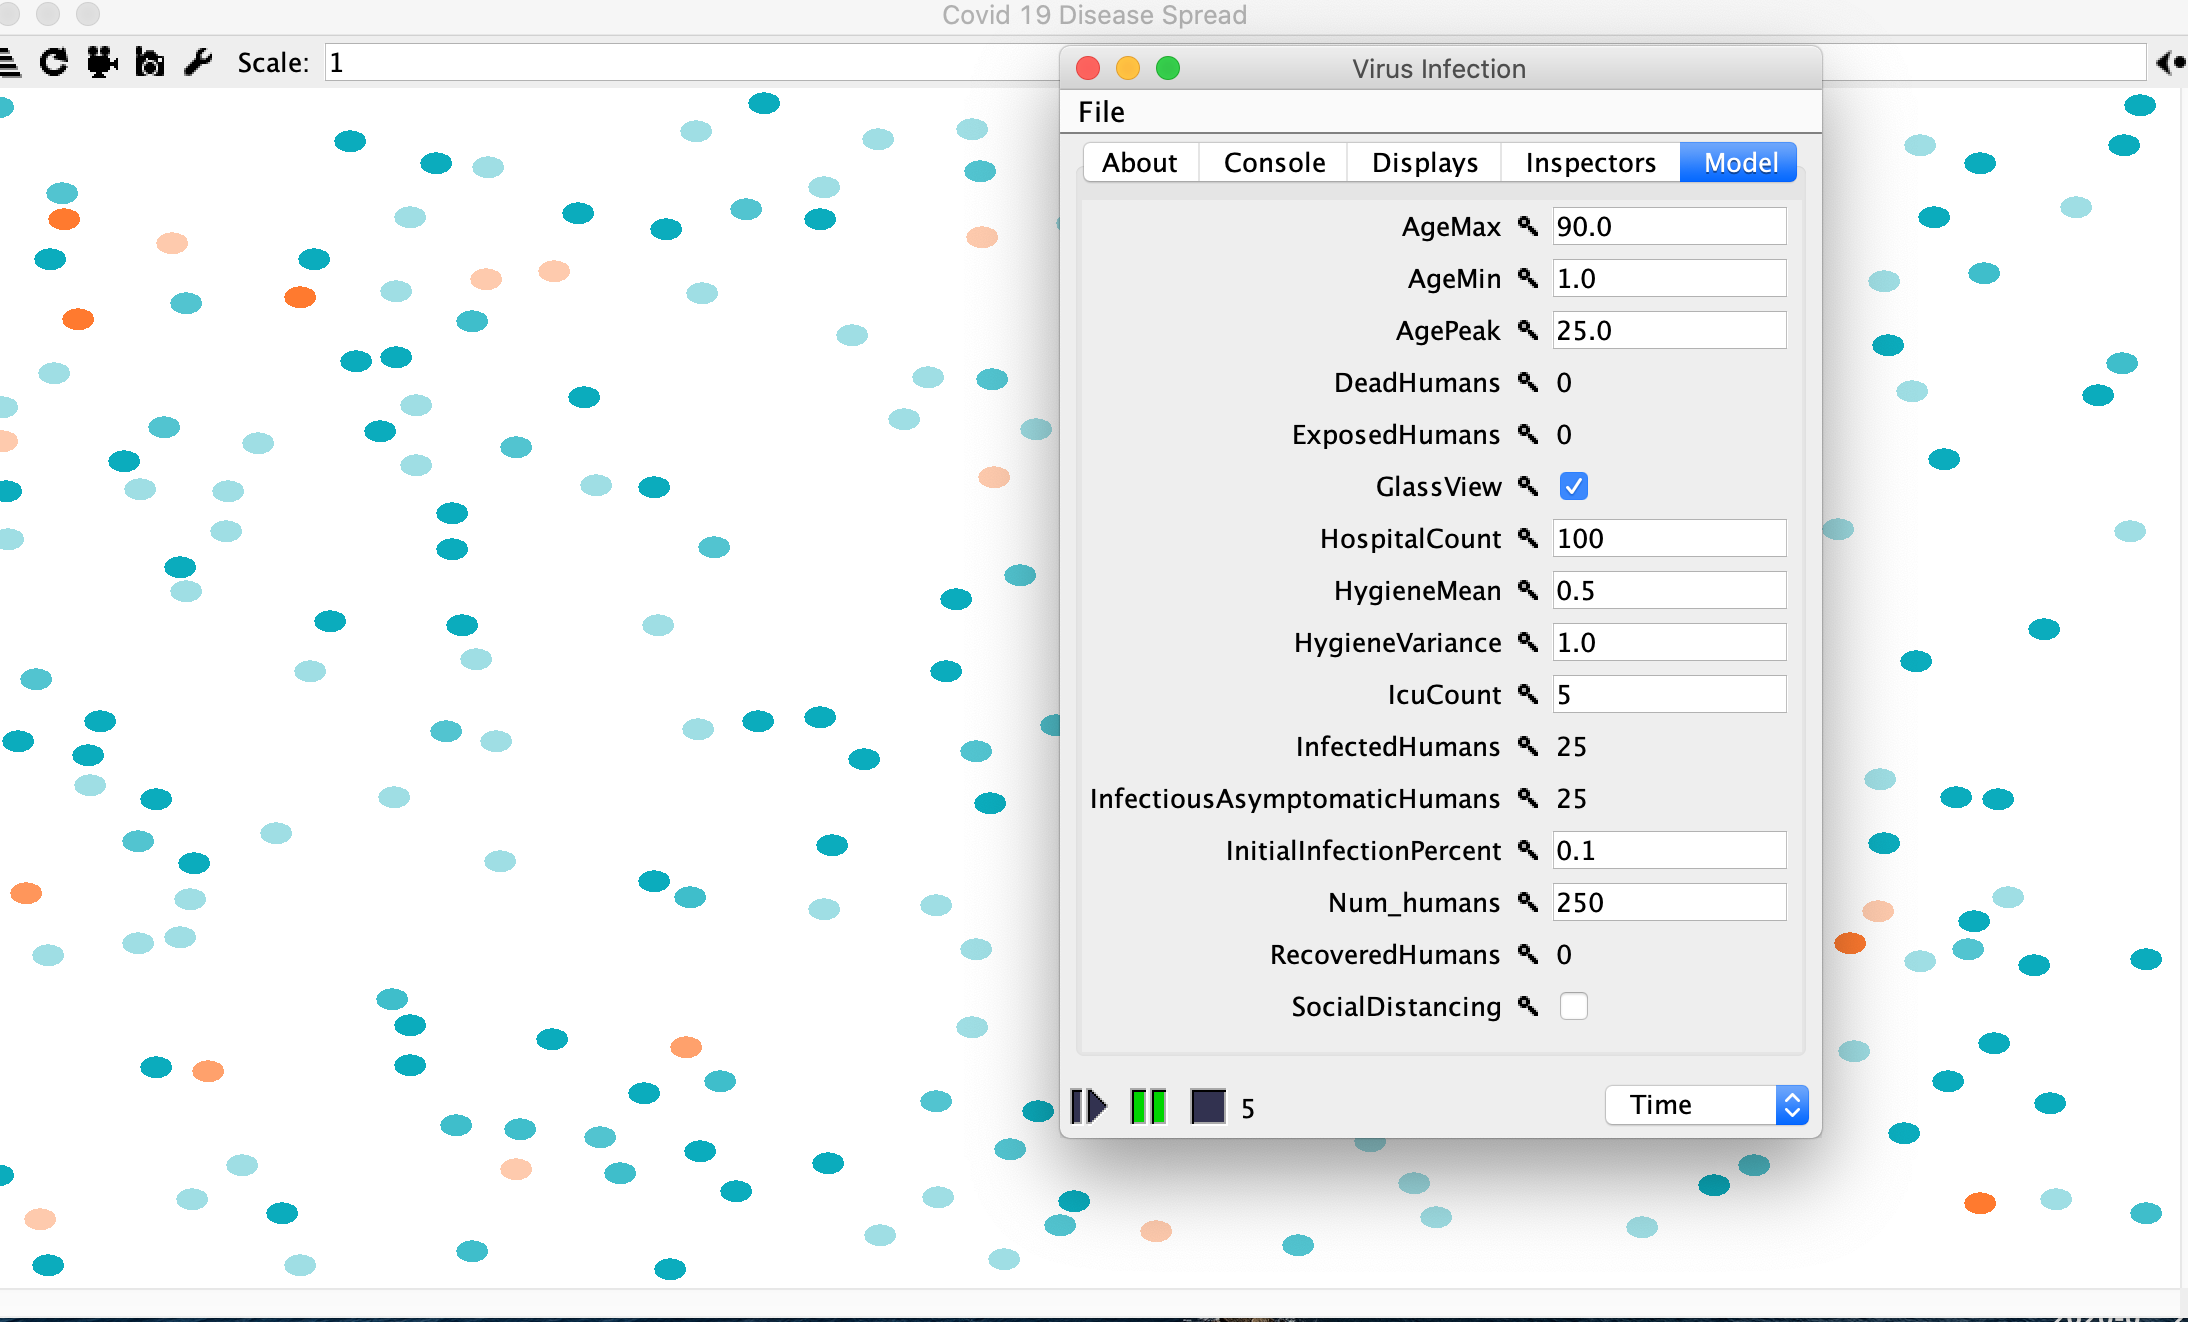 Covid 19 Disease Spread
Scale: 1
Virus Infection
File
About Console Displays Inspectors Model
AgeMax 90.0
AgeMin 1.0
AgePeak 25.0
DeadHumans 0
ExposedHumans 0
GlassView
HospitalCount 100
HygieneMean 0.5
HygieneVariance 1.0
IcuCount 5
InfectedHumans 25
InfectiousAsymptomaticHumans 25
InitialInfectionPercent 0.1
Num_humans 250
RecoveredHumans 0
SocialDistancing
5 Time